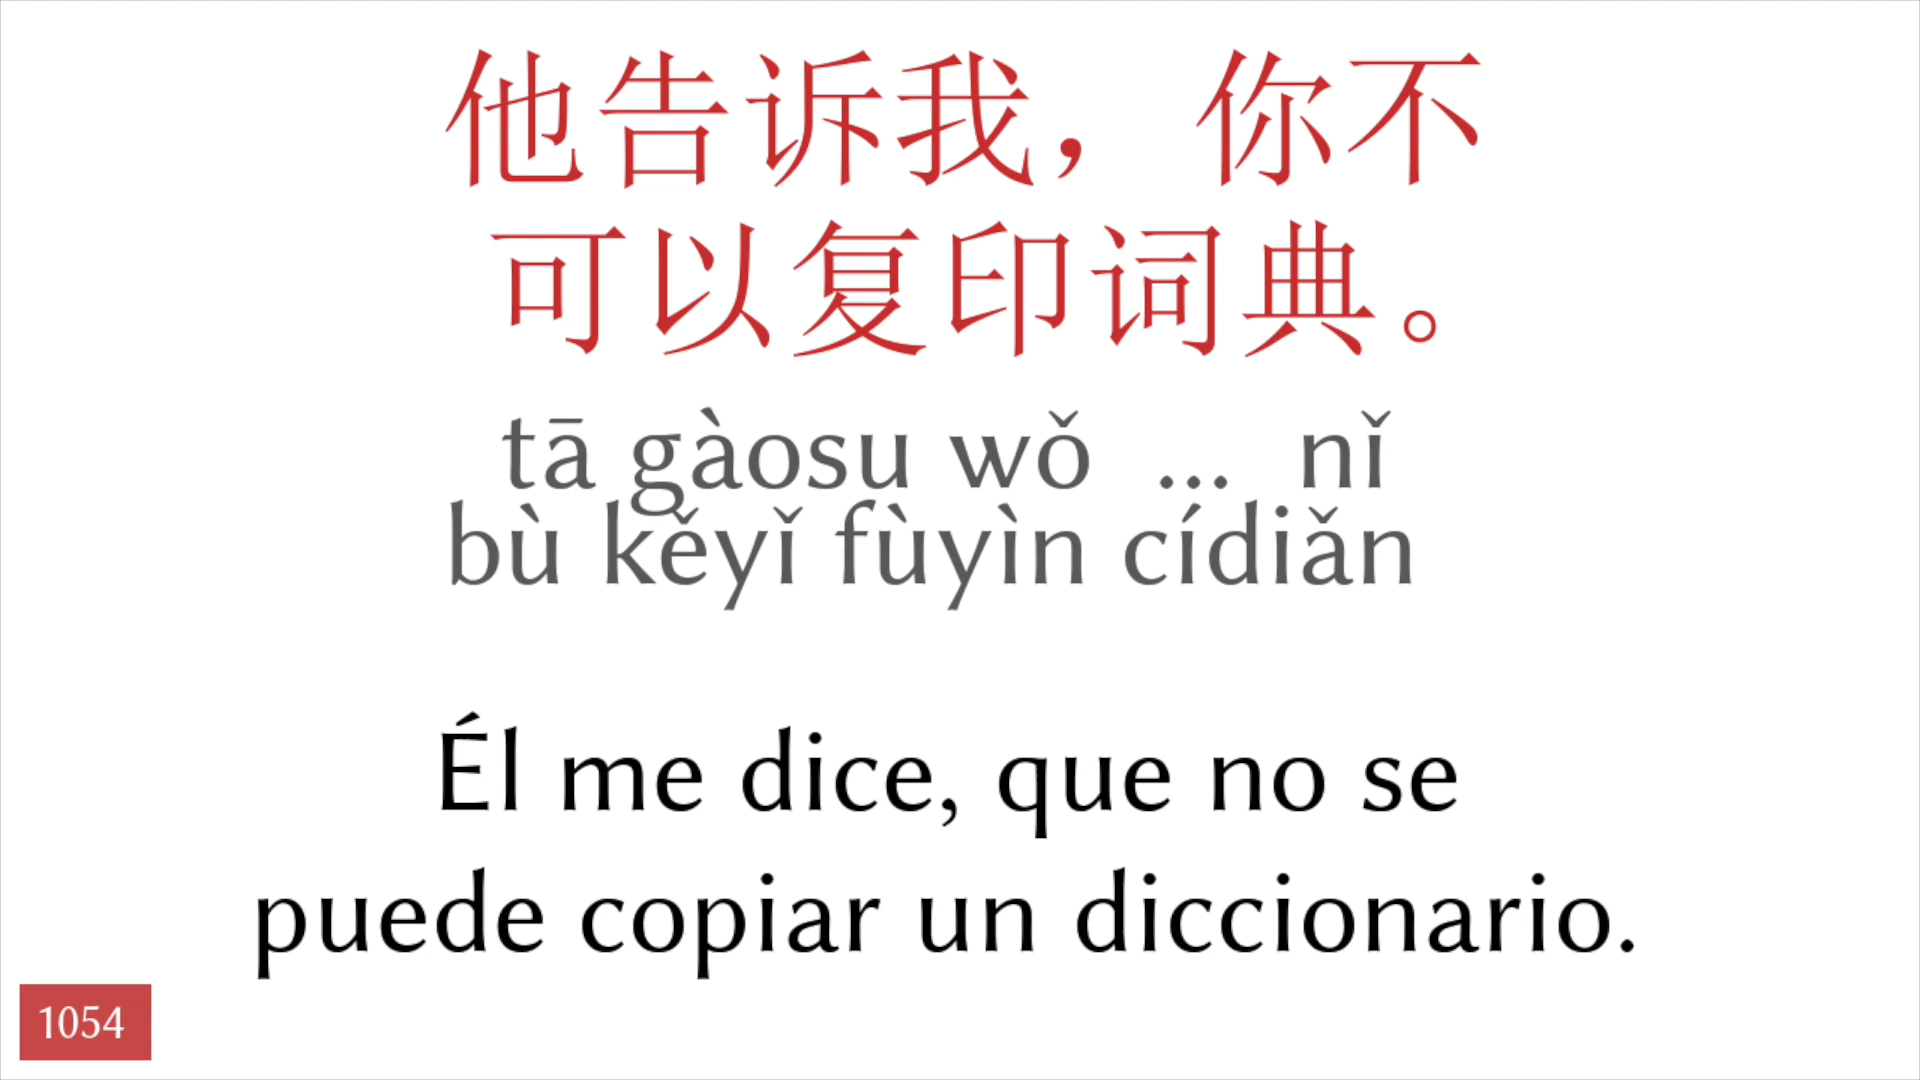 他告诉我，你不
可以复印词典。
tā gàosu wǒ ... nǐ
bù kěyǐ fùyìn cídiǎn
Él me dice, que no se
puede copiar un diccionario.
1054